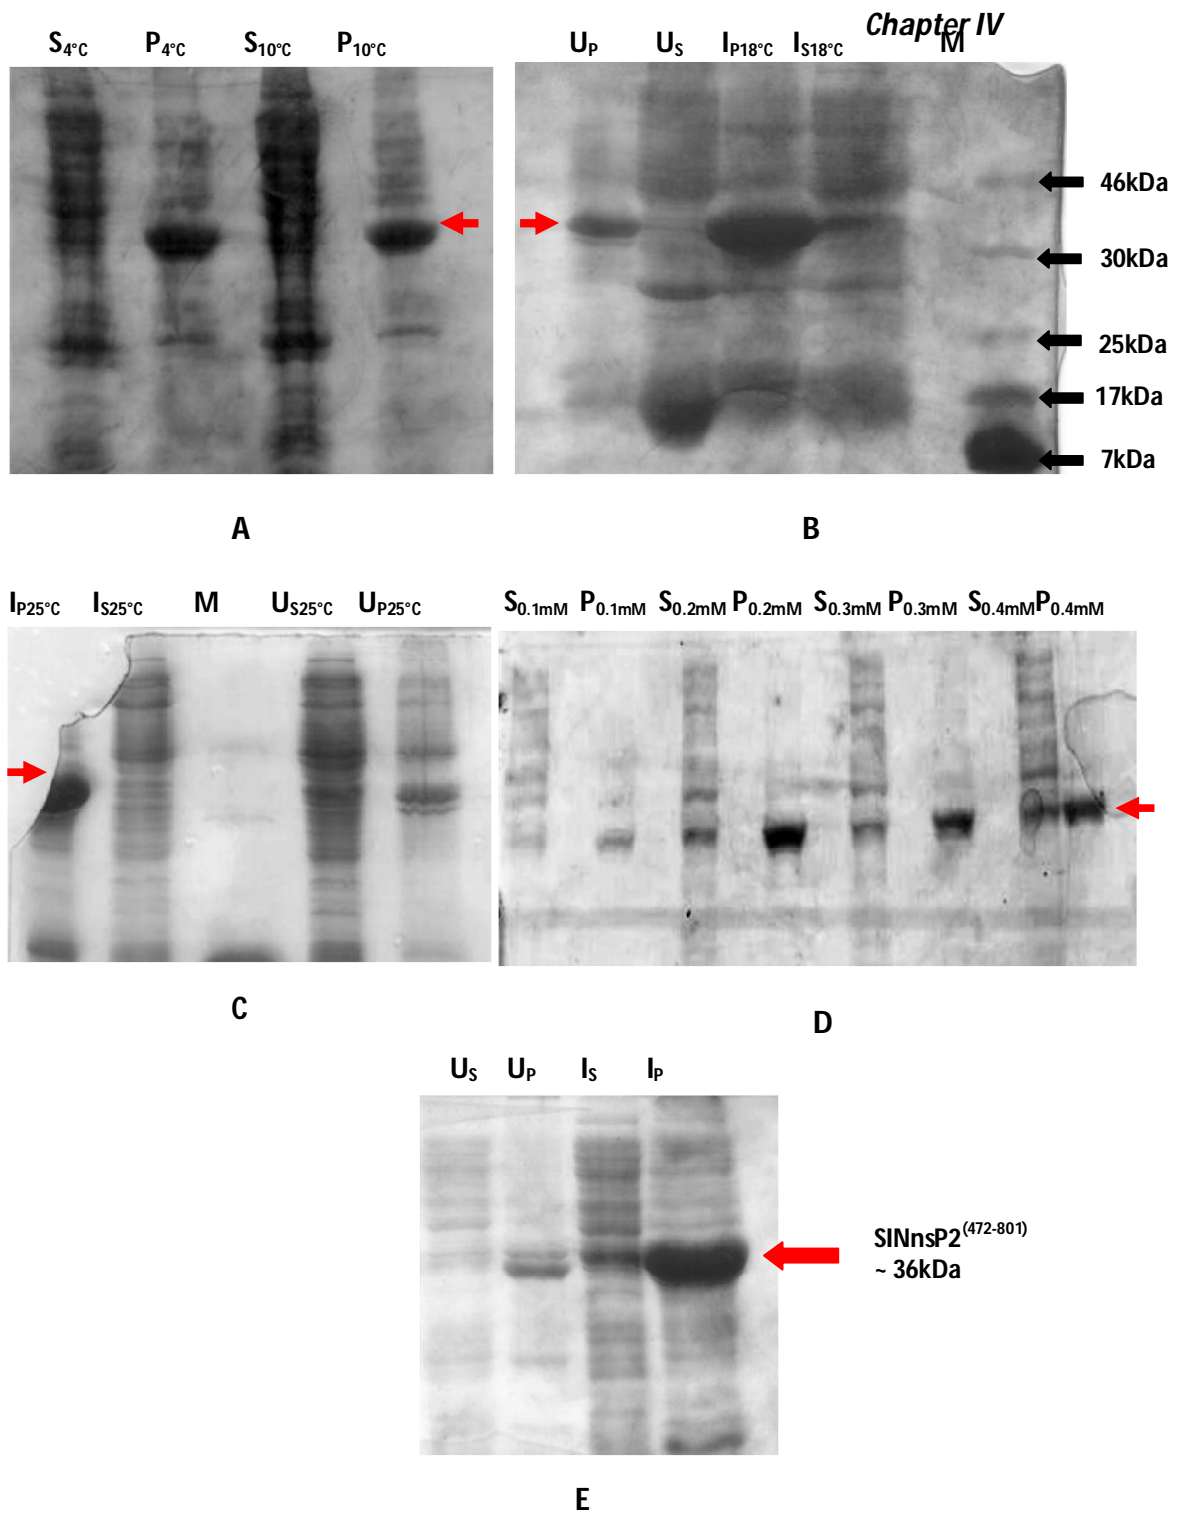 Chapter IV
S4°C P4°C S10°C P10°C
UP US IP18°C IS18°C M
46kDa
30kDa
25kDa
17kDa
7kDa
A
B
IP25°C IS25°C M US25°C UP25°C
S0.1mM P0.1mM S0.2mM P0.2mM S0.3mM P0.3mM S0.4mM P0.4mM
C
D
US UP IS IP
SINnsP2(472-801)
~ 36kDa
E